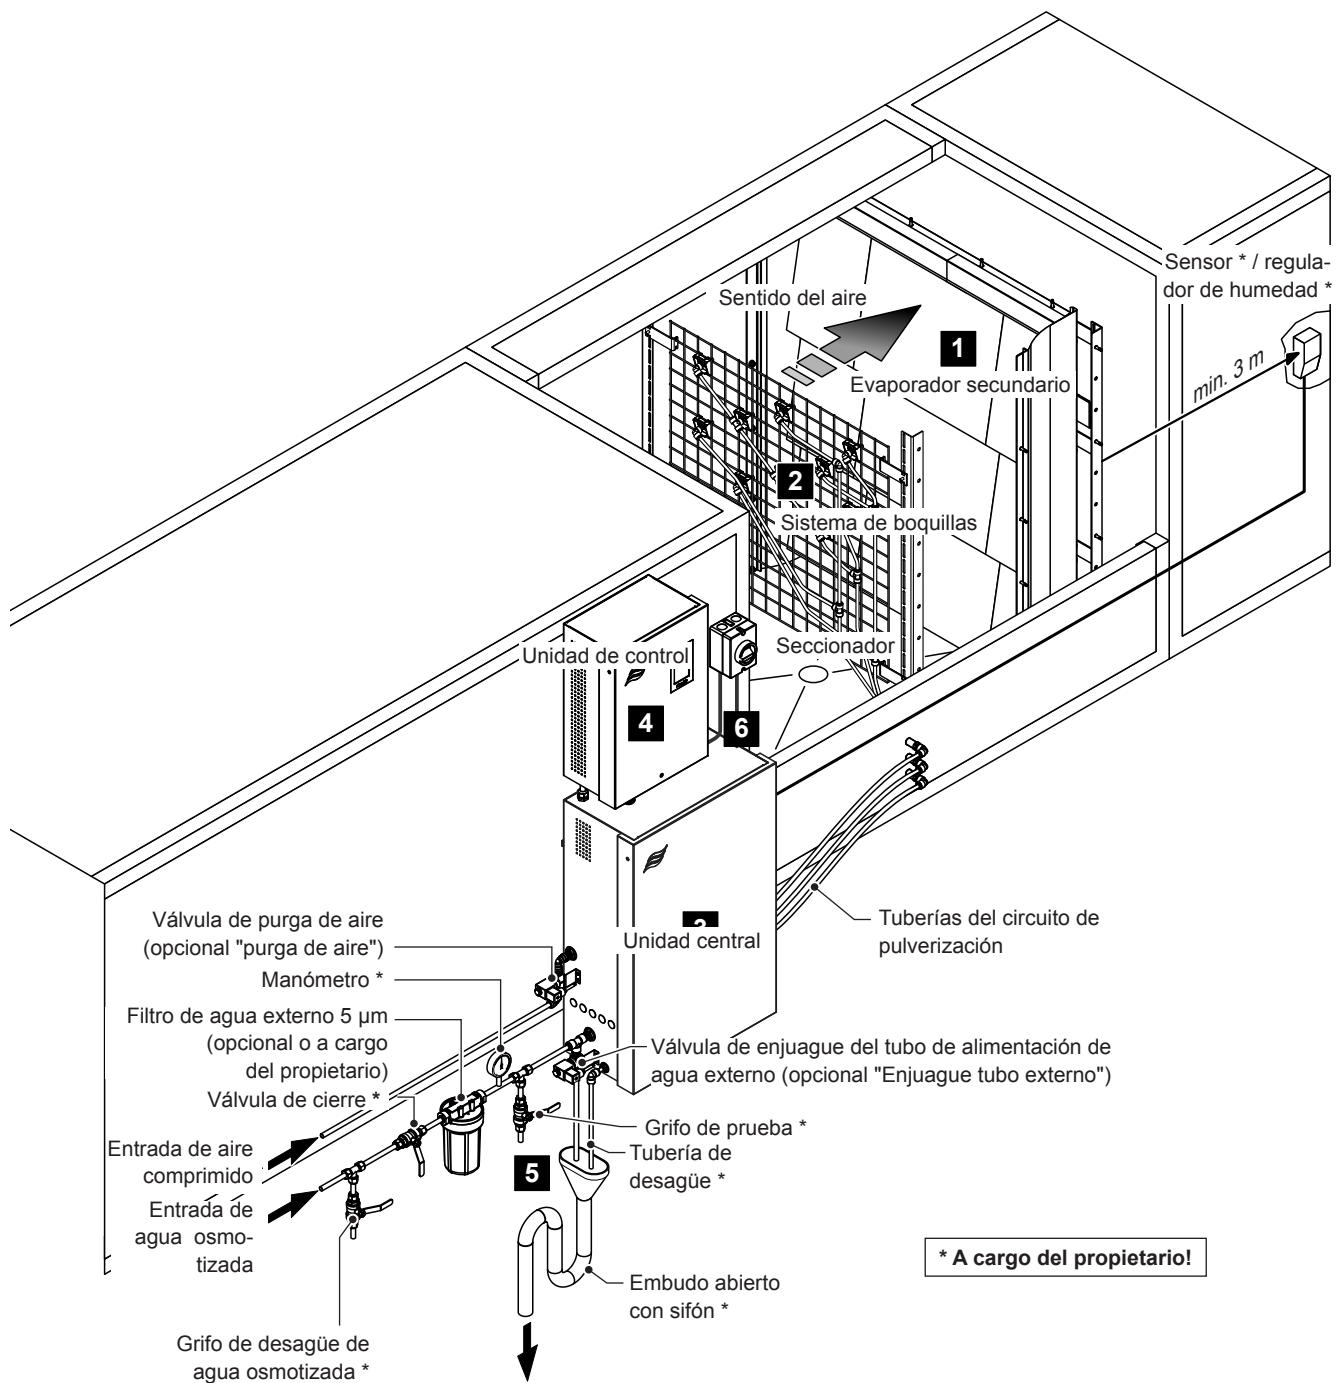 Sensor * / regula-
dor de humedad *
Sentido del aire
1
Evaporador secundario
min. 3 m
2
Sistema de boquillas
Seccionador
Unidad de control
4
6
3
Unidad central
Tuberías del circuito de
pulverización
Válvula de purga de aire
(opcional "purga de aire")
Manómetro *
Filtro de agua externo 5 µm
(opcional o a cargo
del propietario)
Válvula de cierre *
Válvula de enjuague del tubo de alimentación de
agua externo (opcional "Enjuague tubo externo")
Grifo de prueba *
Tubería de
desagüe *
Entrada de aire
comprimido
5
Entrada de
agua osmo-
tizada
* A cargo del propietario!
Embudo abierto
con sifón *
Grifo de desagüe de
agua osmotizada *